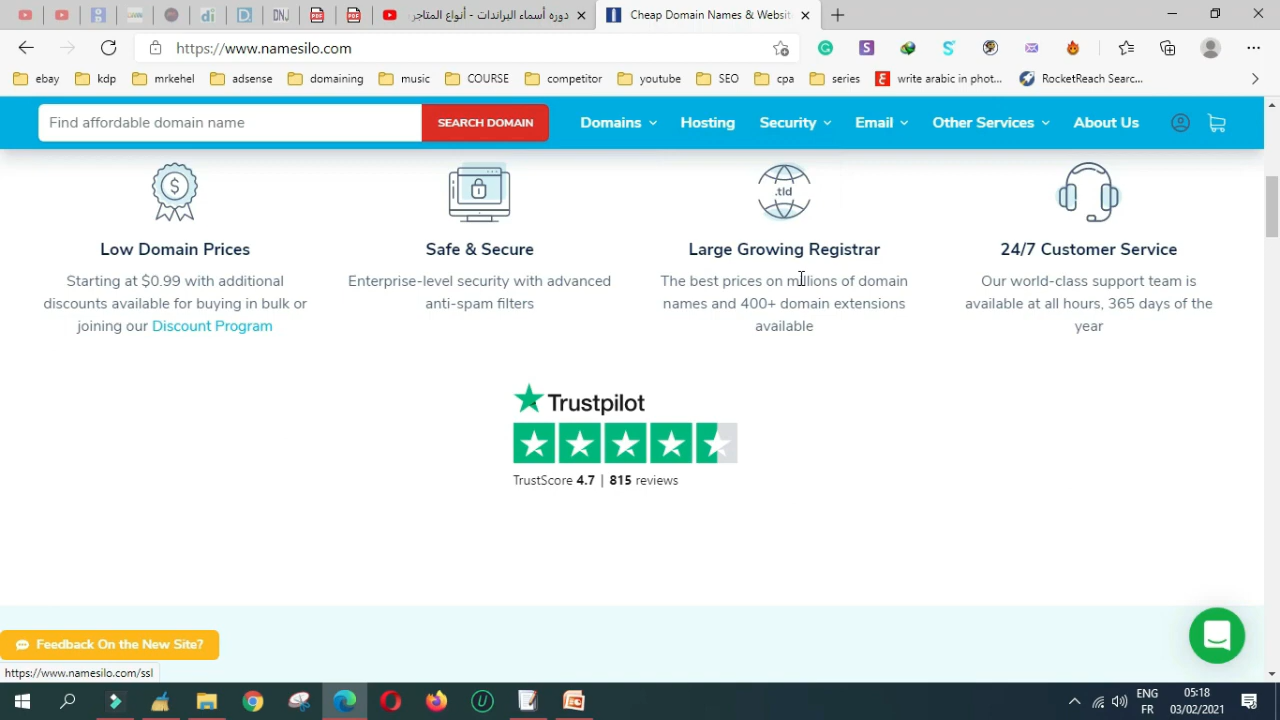 D
DNJ
PDF
PDF
دورة أسماء البراندات - أنواع المتاجر
Cheap Domain Names & Websit
https://www.namesilo.com
ebay
kdp
mrkehel
adsense
domaining
music
COURSE
competitor
youtube
SEO
cpa
series
write arabic in phot...
RocketReach Searc...
Find affordable domain name
SEARCH DOMAIN
Domains
Hosting
Security
Email
Other Services
About Us
.tld
Low Domain Prices
Starting at $0.99 with additional
discounts available for buying in bulk or
joining our Discount Program
Safe & Secure
Enterprise-level security with advanced
anti-spam filters
Large Growing Registrar
The best prices on millions of domain
names and 400+ domain extensions
available
24/7 Customer Service
Our world-class support team is
available at all hours, 365 days of the
year
Trustpilot
TrustScore 4.7 | 815 reviews
Feedback On the New Site?
https://www.namesilo.com/ssl
ENG
FR
05:18
03/02/2021